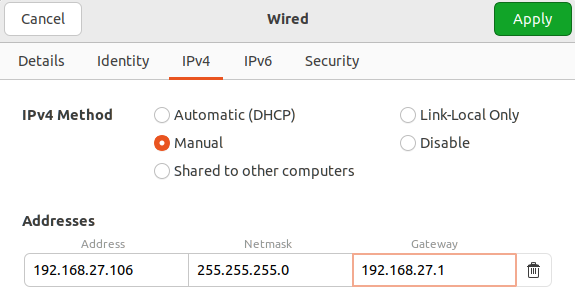 Cancel Wired Apply
Details Identity IPv4 IPv6 Security
IPv4 Method Automatic (DHCP) Link-Local Only
Manual Disable
Shared to other computers
Addresses
Address Netmask Gateway
192.168.27.106 255.255.255.0 192.168.27.1